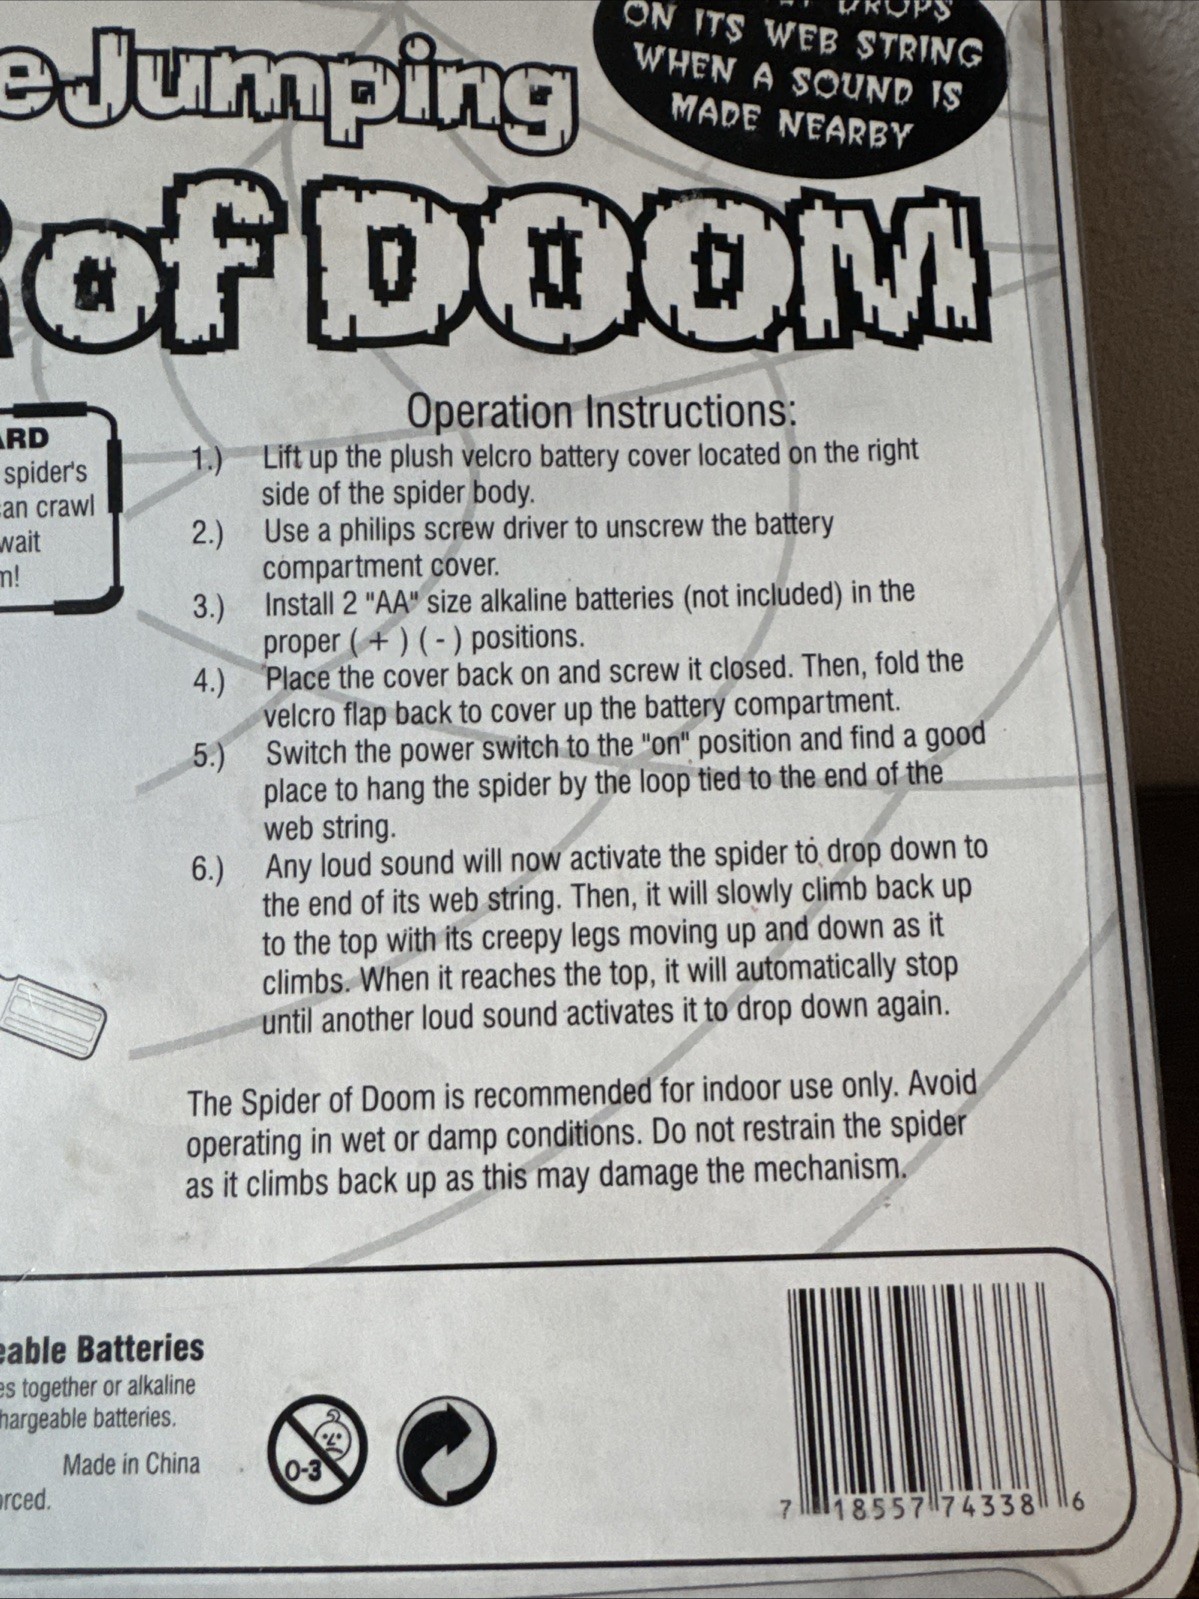 DROPS
ON ITS WEB STRING
WHEN A SOUND IS
MADE NEARBY
Jumping
of DOOM
spider's
crawl
wait
Operation Instructions:
1.) Lift up the plush velcro battery cover located on the right
side of the spider body.
2.) Use a philips screw driver to unscrew the battery
compartment cover.
3.) Install 2 "AA" size alkaline batteries (not included) in the
proper ( + ) ( - ) positions.
4.) Place the cover back on and screw it closed. Then, fold the
velcro flap back to cover up the battery compartment.
5.) Switch the power switch to the "on" position and find a good
place to hang the spider by the loop tied to the end of the
web string.
6.) Any loud sound will now activate the spider to drop down to
the end of its web string. Then, it will slowly climb back up
to the top with its creepy legs moving up and down as it
climbs. When it reaches the top, it will automatically stop
until another loud sound activates it to drop down again.
The Spider of Doom is recommended for indoor use only. Avoid
operating in wet or damp conditions. Do not restrain the spider
as it climbs back up as this may damage the mechanism.
Batteries
together or alkaline
batteries.
Made in China
0-3
7 18557 74338 6